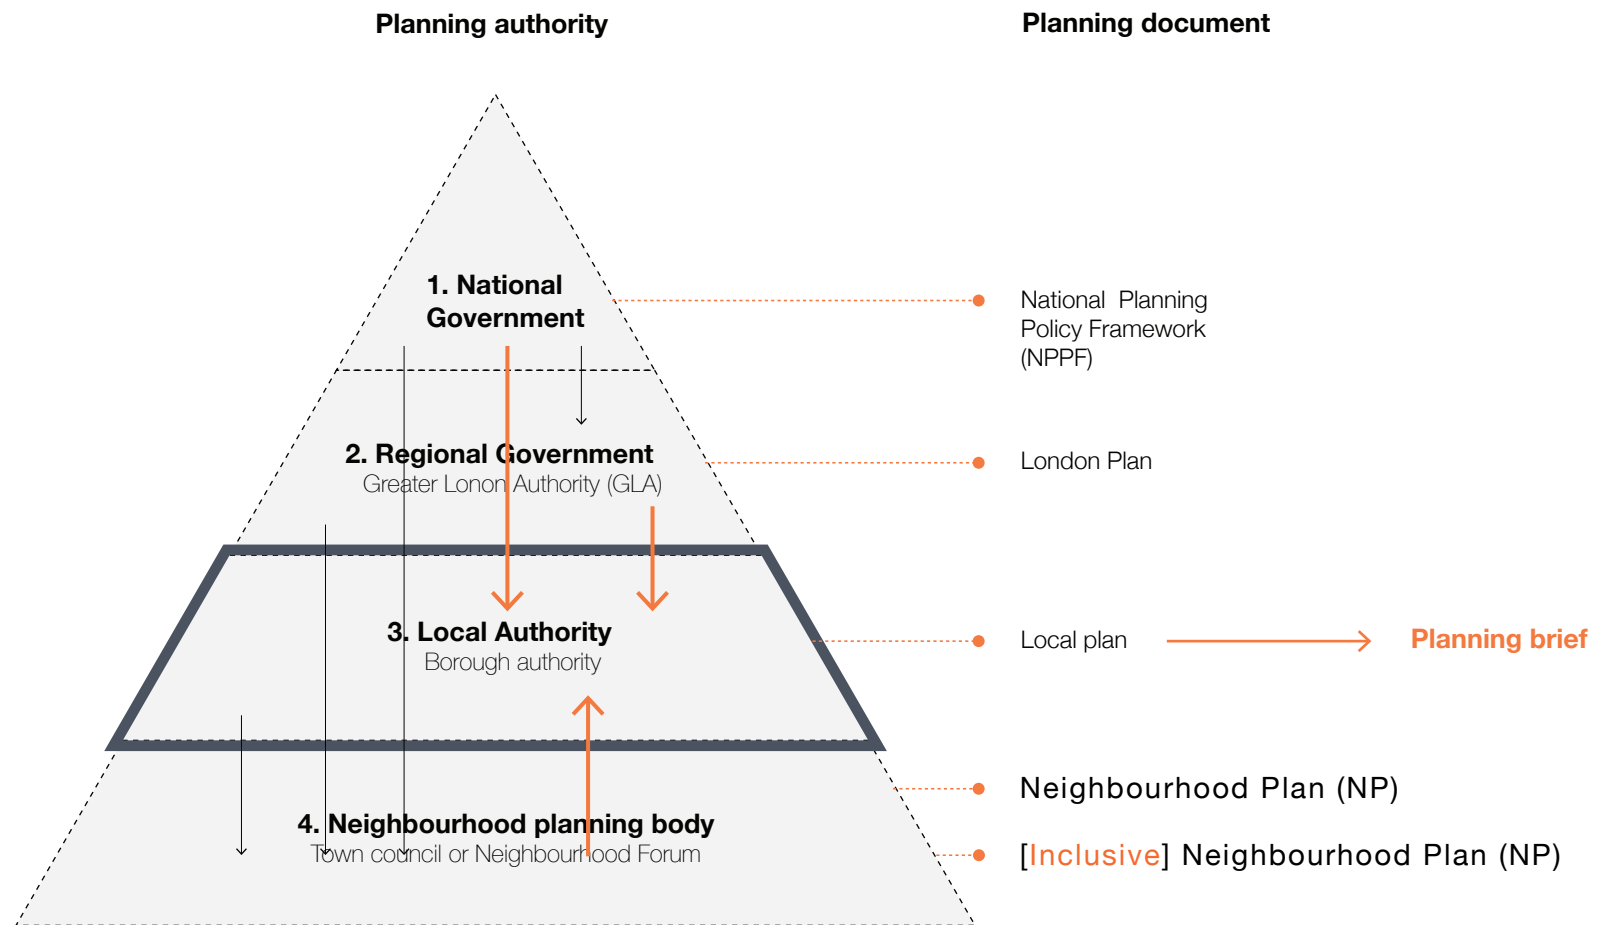 Planning authority
Planning document
1. National
Government
National Planning
Policy Framework
(NPPF)
2. Regional Government
Greater Lonon Authority (GLA)
London Plan
3. Local Authority
Borough authority
Local plan
Planning brief
Neighbourhood Plan (NP)
4. Neighbourhood planning body
Town council or Neighbourhood Forum
[Inclusive] Neighbourhood Plan (NP)